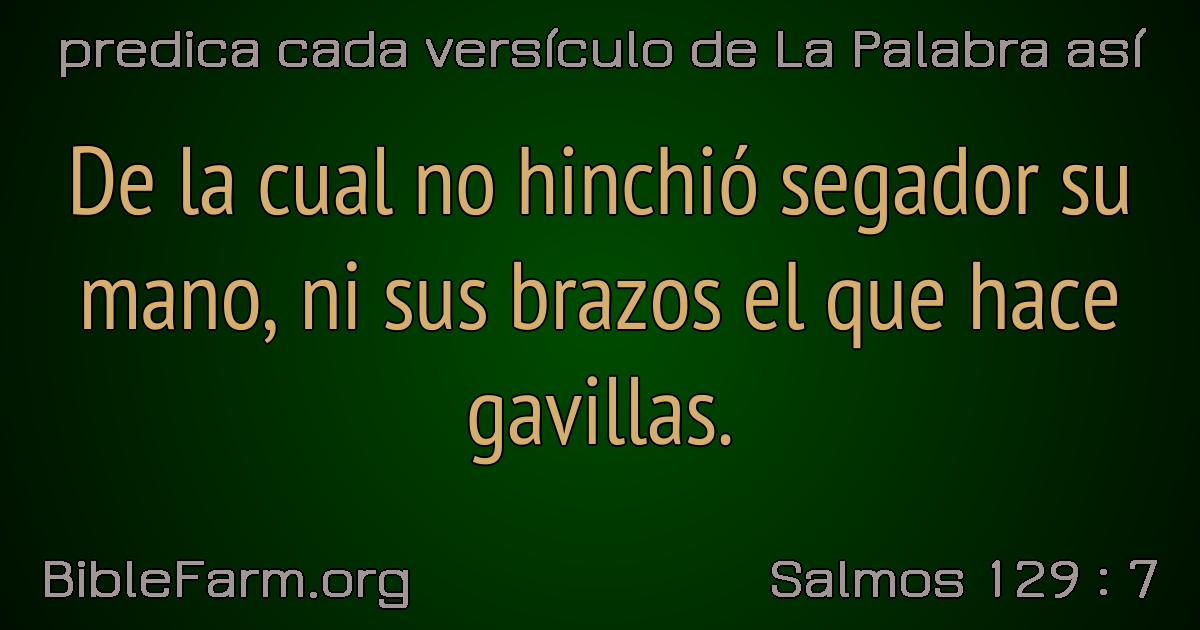 predica cada versículo de La Palabra así
De la cual no hinchió segador su
mano, ni sus brazos el que hace
gavillas.
BibleFarm.org
Salmos 129 : 7